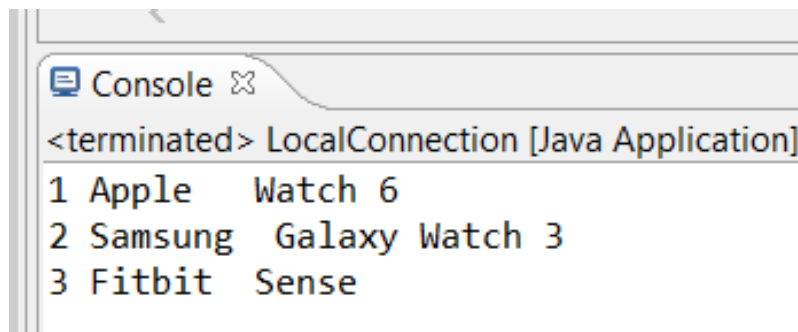 Console
<terminated> LocalConnection [Java Application]
1 Apple   Watch 6
2 Samsung  Galaxy Watch 3
3 Fitbit  Sense